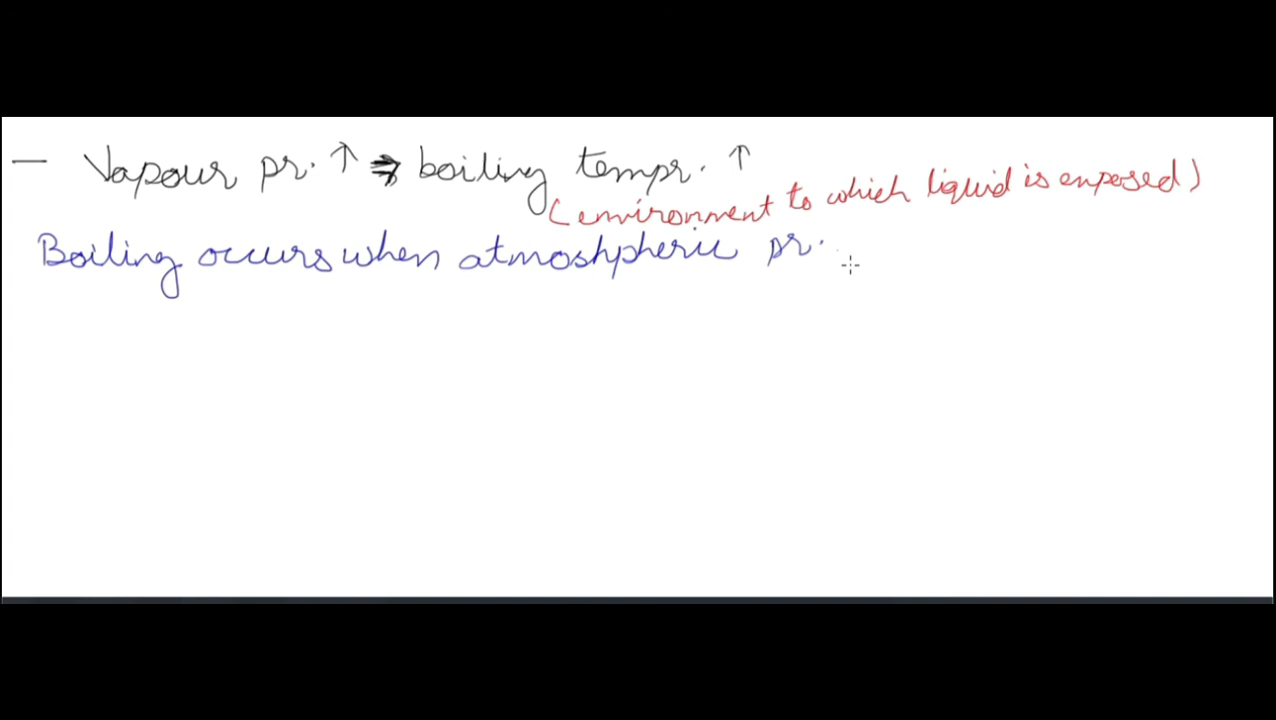 — Vapour pr. ↑ ⇒ boiling tempr. ↑
(environment to which liquid is exposed)
Boiling occurs when atmoshpheric pr.